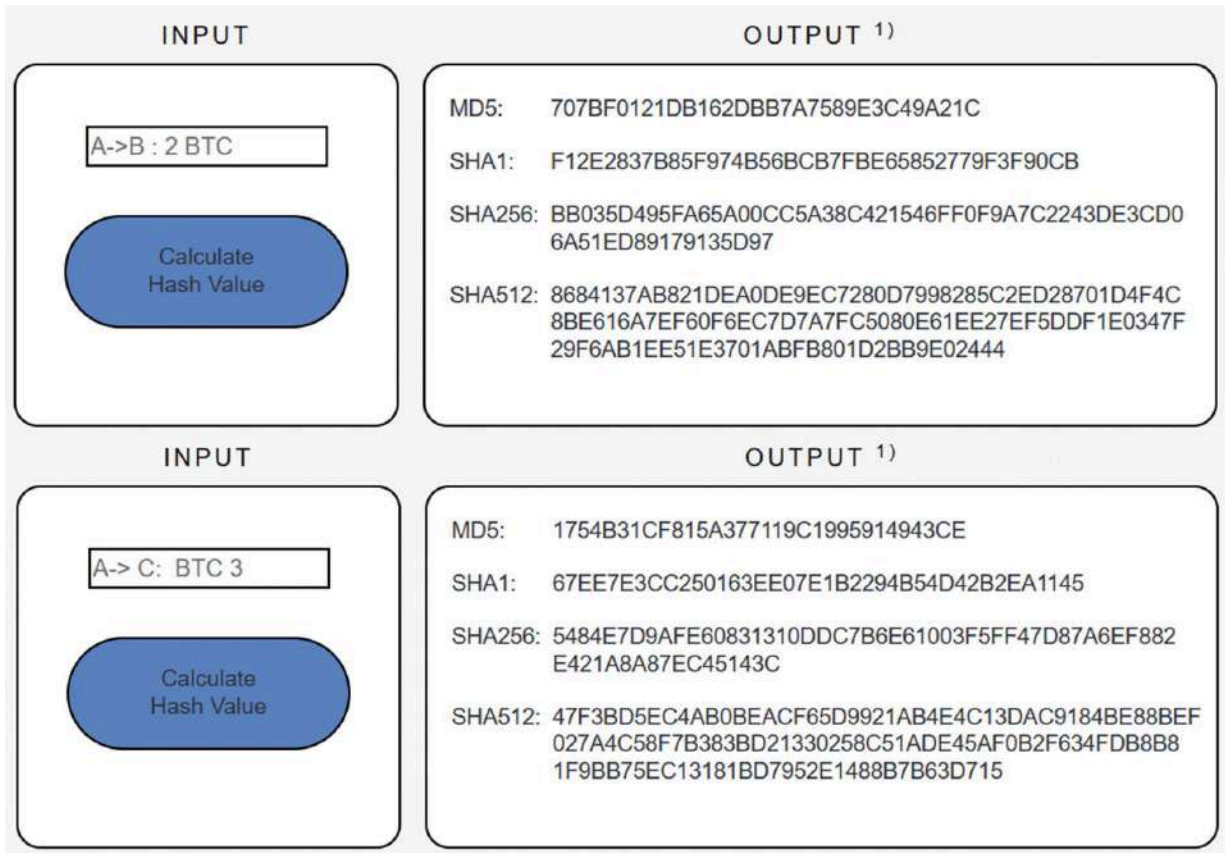 INPUT
OUTPUT 1)
A->B : 2 BTC
Calculate
Hash Value
MD5: 707BF0121DB162DBB7A7589E3C49A21C
SHA1: F12E2837B85F974B56BCB7FBE65852779F3F90CB
SHA256: BB035D495FA65A00CC5A38C421546FF0F9A7C2243DE3CD0
6A51ED89179135D97
SHA512: 8684137AB821DEA0DE9EC7280D7998285C2ED28701D4F4C
8BE616A7EF60F6EC7D7A7FC5080E61EE27EF5DDF1E0347F
29F6AB1EE51E3701ABFB801D2BB9E02444
INPUT
OUTPUT 1)
A-> C: BTC 3
Calculate
Hash Value
MD5: 1754B31CF815A377119C1995914943CE
SHA1: 67EE7E3CC250163EE07E1B2294B54D42B2EA1145
SHA256: 5484E7D9AFE60831310DDC7B6E61003F5FF47D87A6EF882
E421A8A87EC45143C
SHA512: 47F3BD5EC4AB0BEACF65D9921AB4E4C13DAC9184BE88BEF
027A4C58F7B383BD21330258C51ADE45AF0B2F634FDB8B8
1F9BB75EC13181BD7952E1488B7B63D715